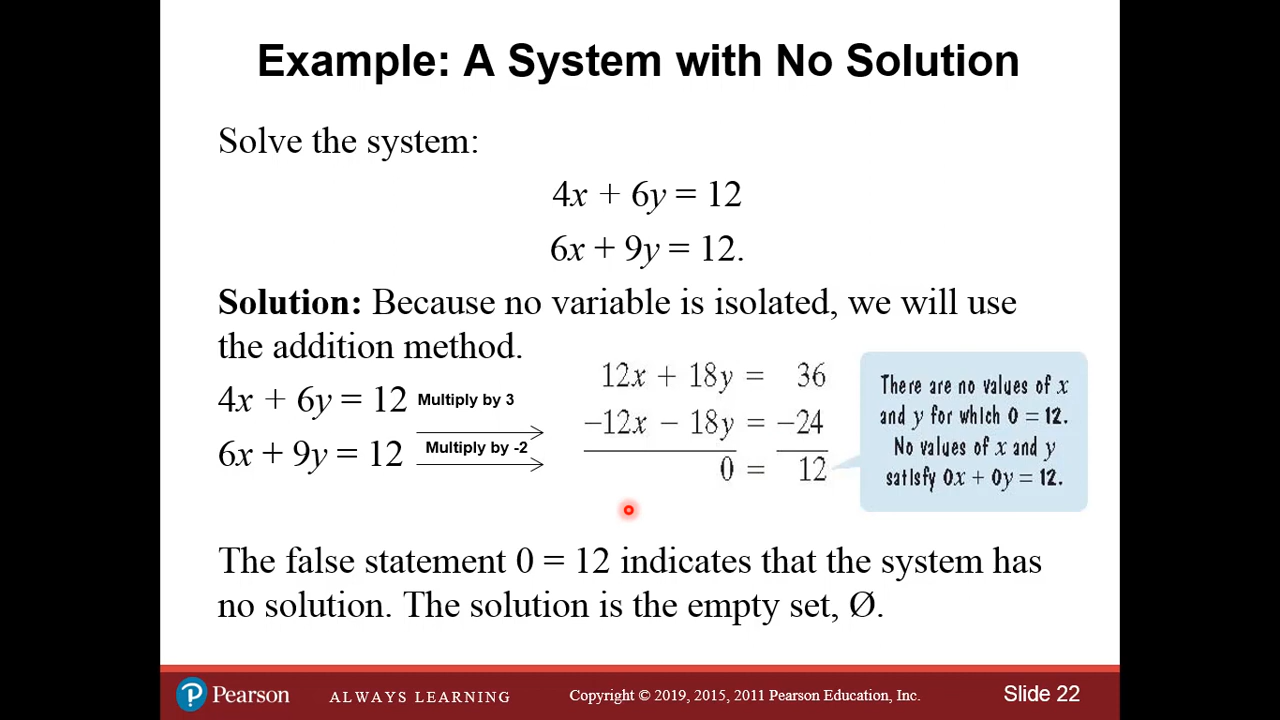 Example: A System with No Solution
Solve the system:
4x + 6y = 12
6x + 9y = 12.
Solution: Because no variable is isolated, we will use
the addition method.
4x + 6y = 12 Multiply by 3
6x + 9y = 12 Multiply by -2
12x + 18y = 36
−12x − 18y = −24
0 = 12
There are no values of x
and y for which 0 = 12.
No values of x and y
satisfy 0x + 0y = 12.
The false statement 0 = 12 indicates that the system has
no solution. The solution is the empty set, Ø.
P Pearson
ALWAYS LEARNING
Copyright © 2019, 2015, 2011 Pearson Education, Inc.
Slide 22